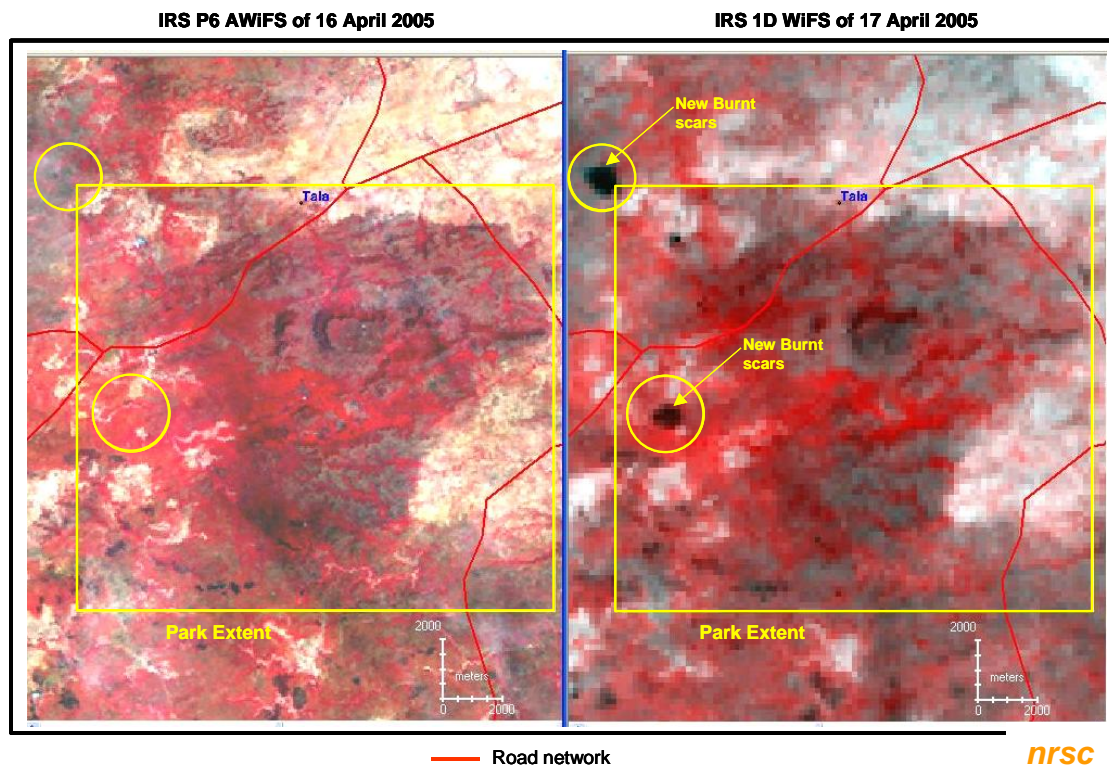 IRS P6 AWiFS of 16 April 2005
IRS 1D WiFS of 17 April 2005
Tala
Park Extent
2000
meters
0
2000
New Burnt
scars
Tala
New Burnt
scars
Park Extent
2000
meters
0
2000
Road network
nrsc